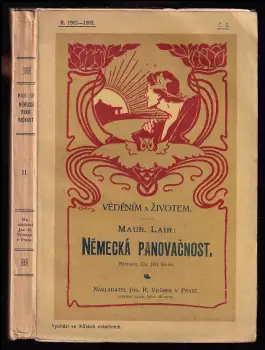 MAUR. LAIR
NĚMECKÁ
PANO-
VAČNOST
II.
R. 1902—1903.
Č. 2.
VĚDĚNÍM A ŽIVOTEM.
MAUR. LAIR:
NĚMECKÁ PANOVAČNOST.
NAKLADATEL JOS. R. VILÍMEK V PRAZE
Vychází ve lhůtách měsíčních.